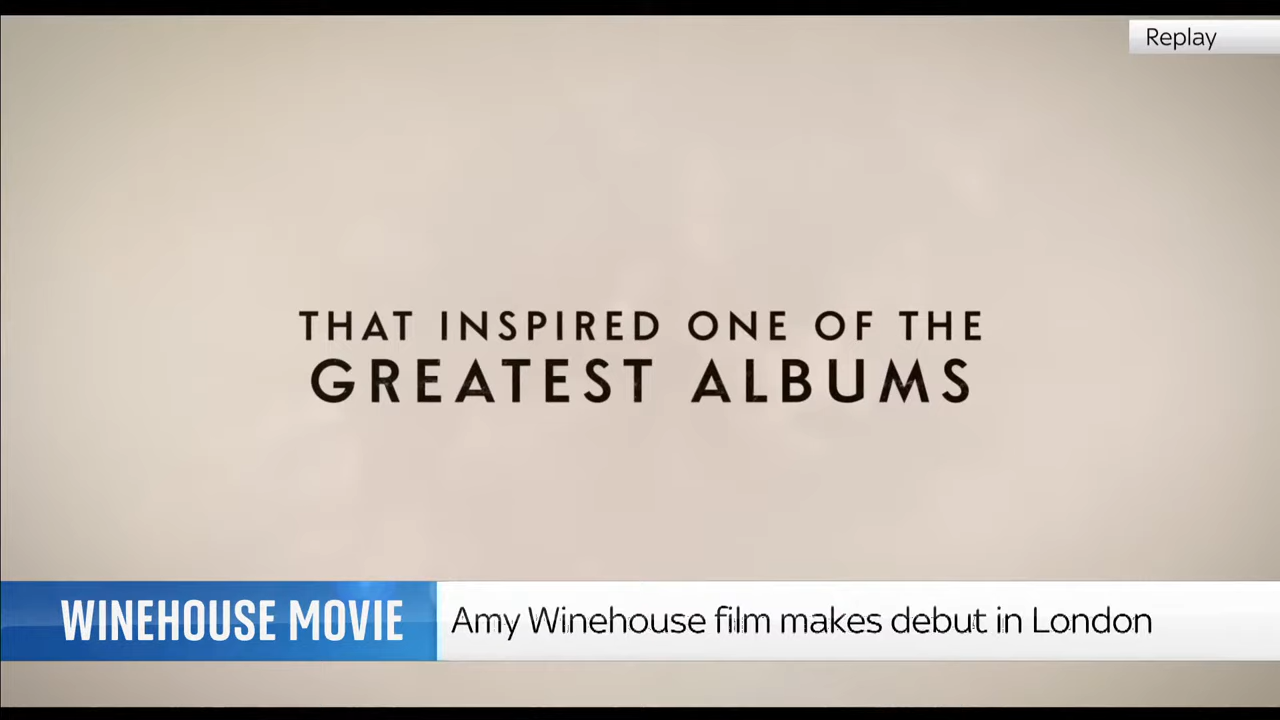 Replay
THAT INSPIRED ONE OF THE
GREATEST ALBUMS
WINEHOUSE MOVIE
Amy Winehouse film makes debut in London